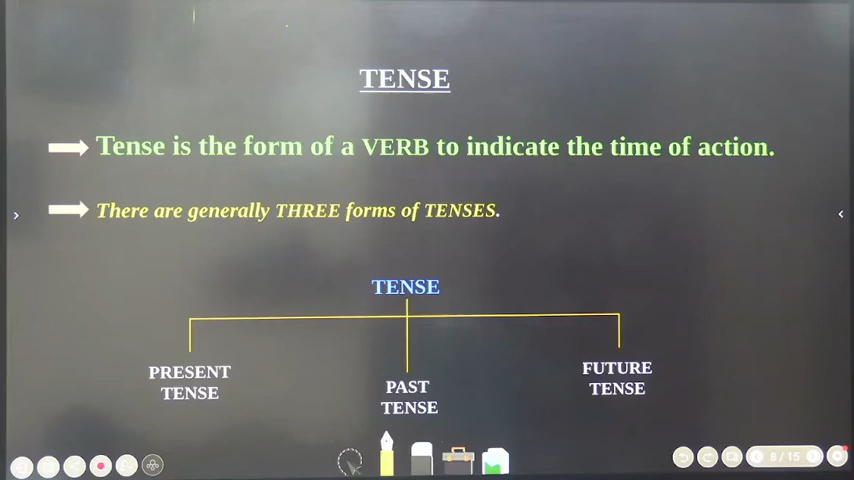 TENSE
Tense is the form of a VERB to indicate the time of action.
There are generally THREE forms of TENSES.
TENSE
PRESENT
TENSE
PAST
TENSE
FUTURE
TENSE
8 / 15